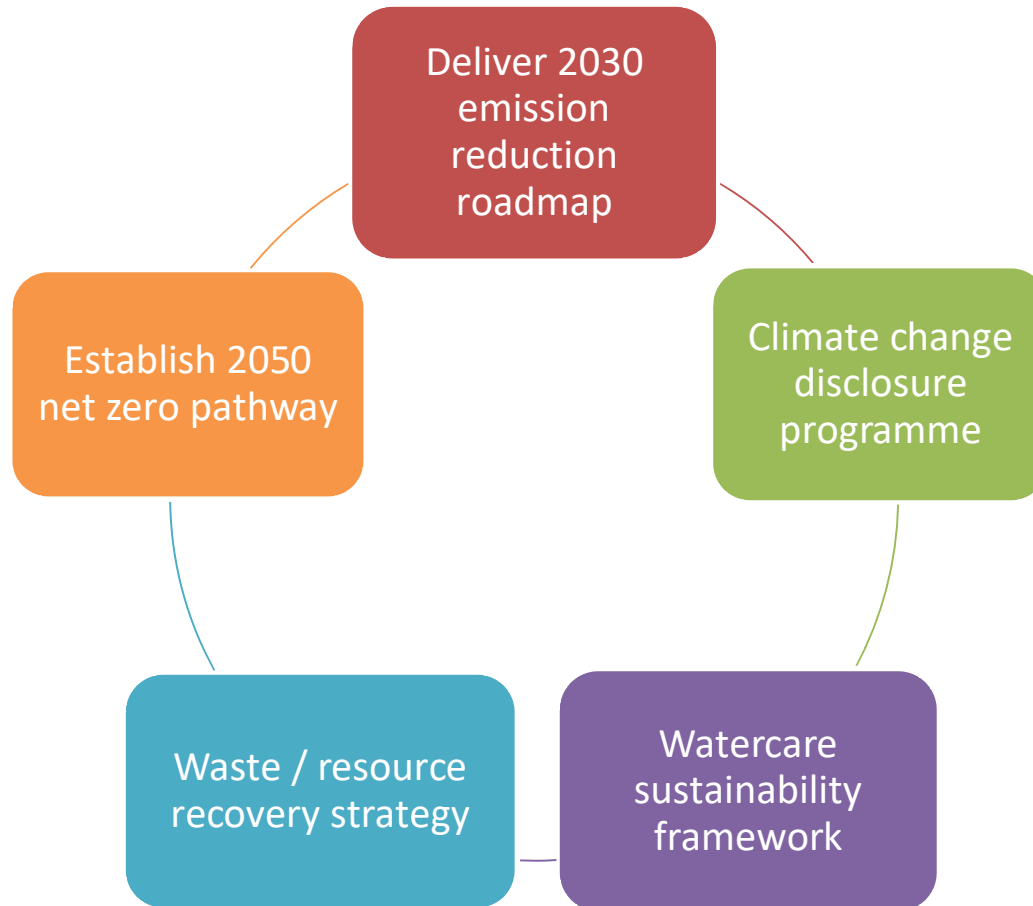 Deliver 2030
emission
reduction
roadmap
Climate change
disclosure
programme
Watercare
sustainability
framework
Waste / resource
recovery strategy
Establish 2050
net zero pathway